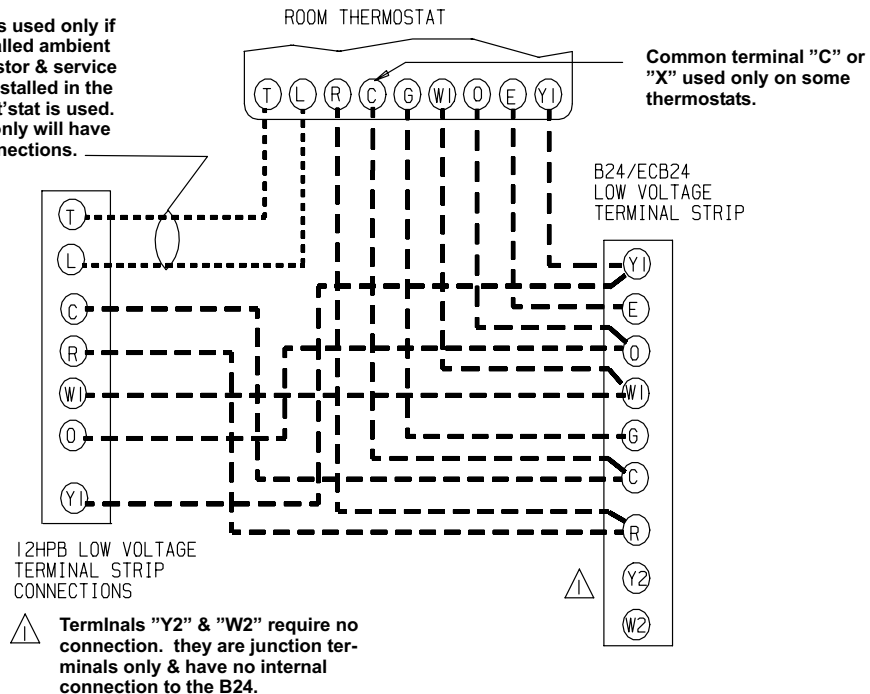 ROOM THERMOSTAT
s used only if
alled ambient
stor & service
stalled in the
t'stat is used.
only will have
nections.
T L R C G W1 O E Y1
Common terminal ”C” or
”X” used only on some
thermostats.
B24/ECB24
LOW VOLTAGE
TERMINAL STRIP
T
L
C
R
W1
O
Y1
Y1
E
O
W1
G
C
R
Y2
W2
12HPB LOW VOLTAGE
TERMINAL STRIP
CONNECTIONS
1
1
TermInals ”Y2” & ”W2” require no
connection. they are junction ter-
minals only & have no internal
connection to the B24.